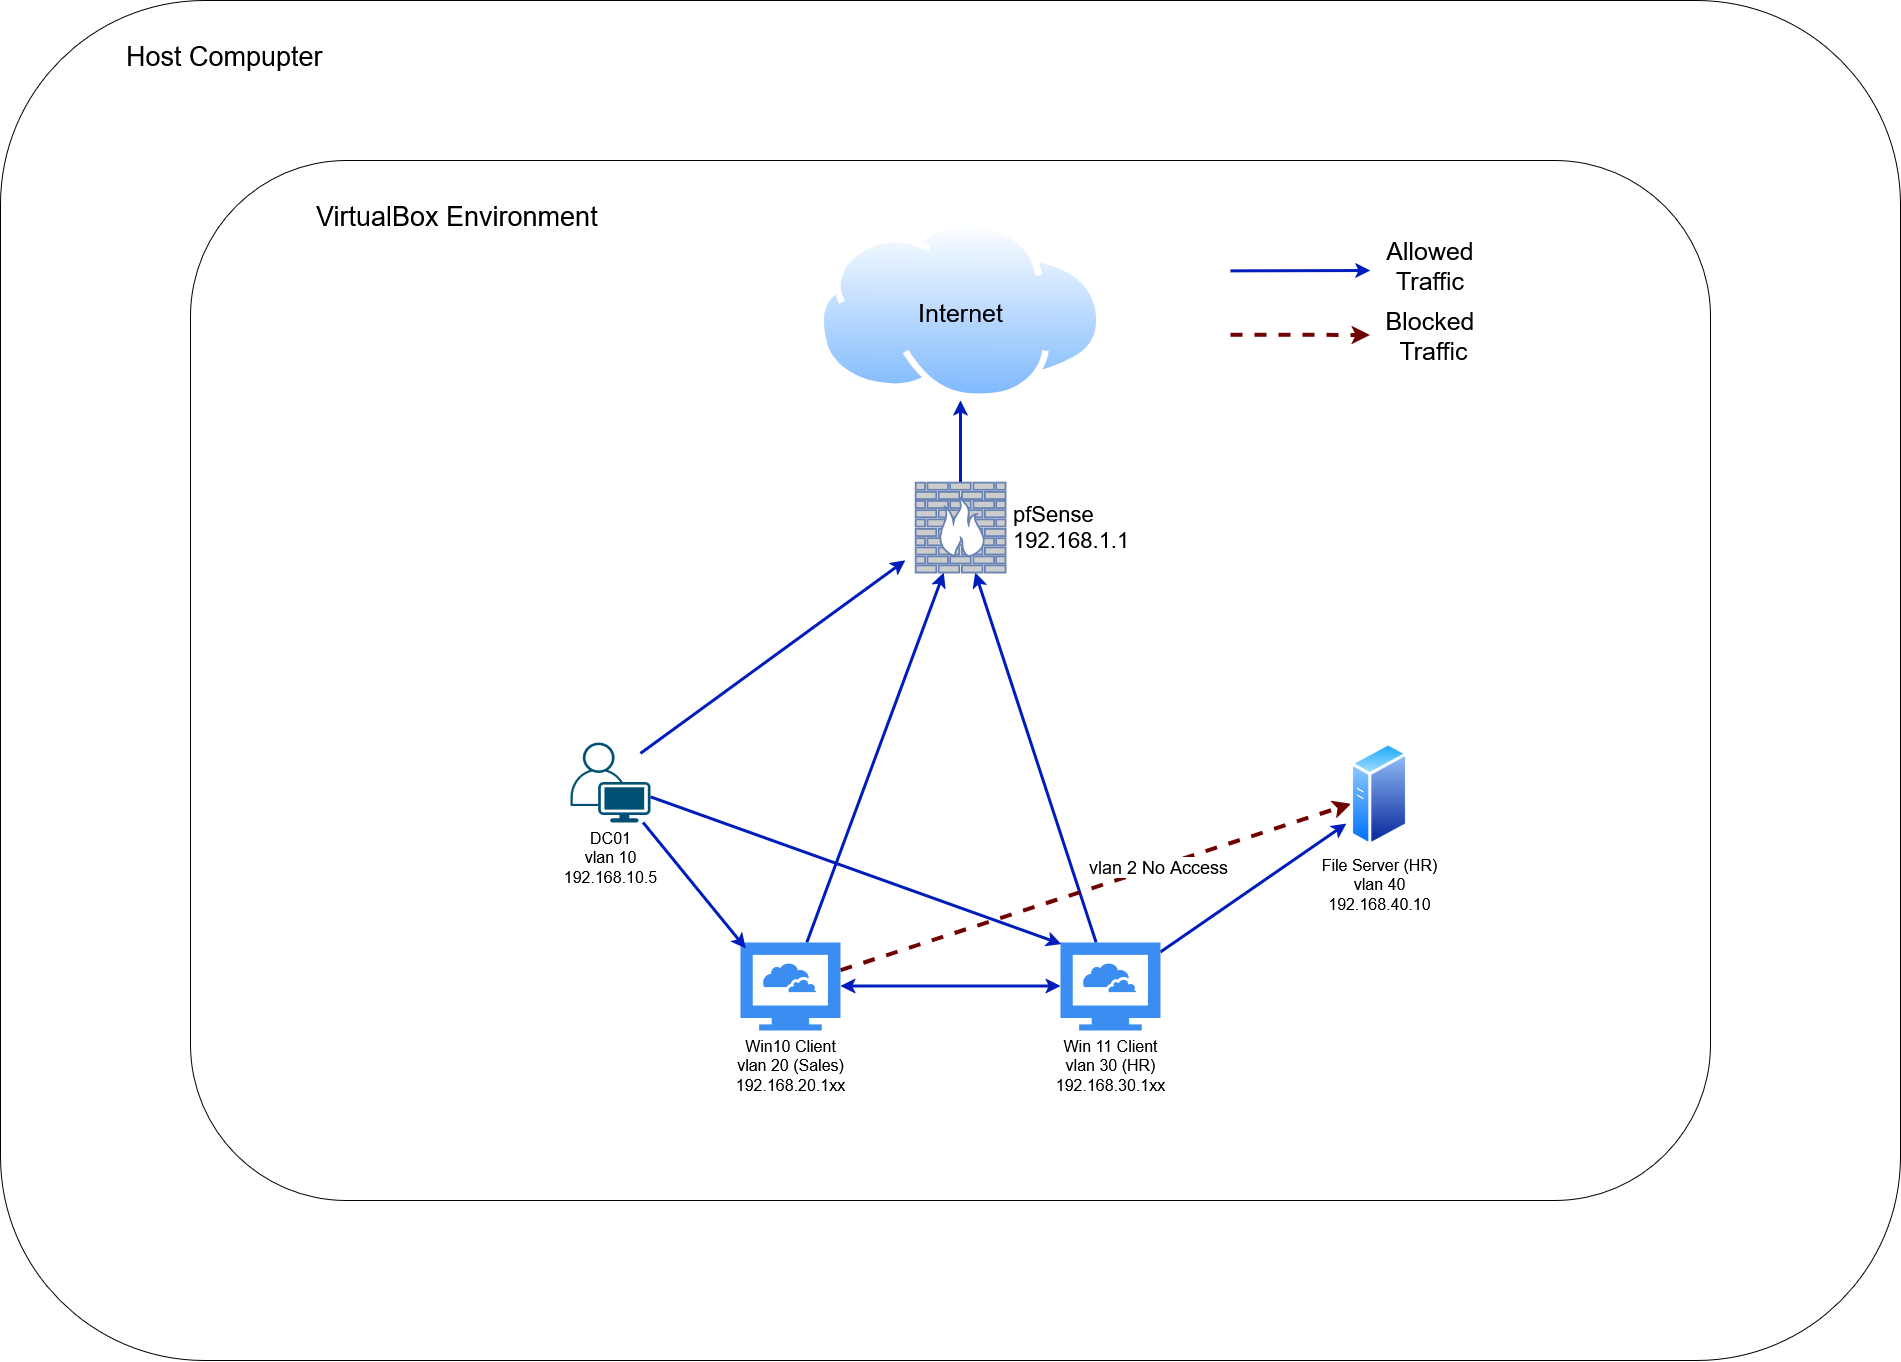 Host Compupter
VirtualBox Environment
Internet
Allowed
Traffic
Blocked
Traffic
pfSense
192.168.1.1
DC01
vlan 10
192.168.10.5
vlan 2 No Access
File Server (HR)
vlan 40
192.168.40.10
Win10 Client
vlan 20 (Sales)
192.168.20.1xx
Win 11 Client
vlan 30 (HR)
192.168.30.1xx